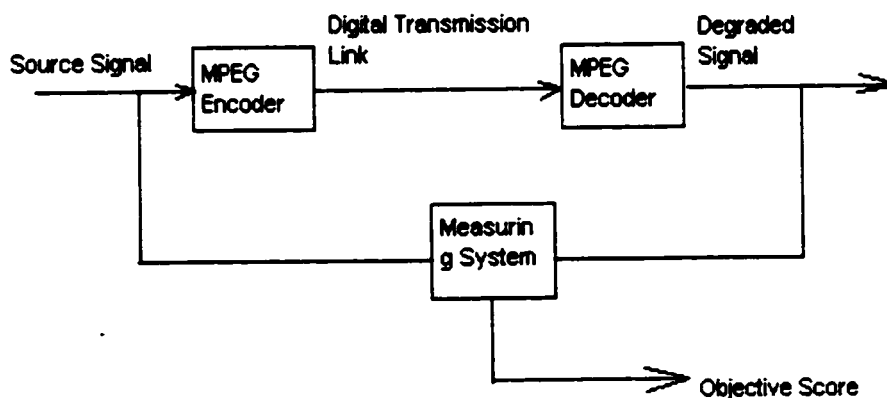 Source Signal
MPEG
Encoder
Digital Transmission
Link
MPEG
Decoder
Degraded
Signal
Measurin
g System
Objective Score